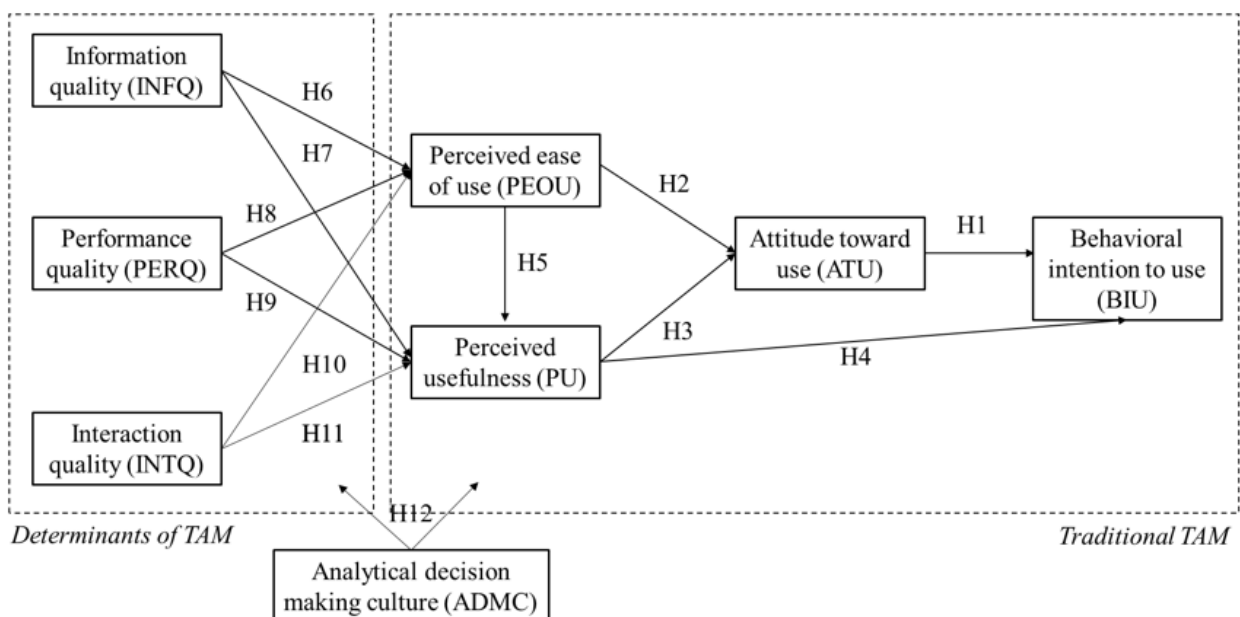 Information
quality (INFQ)
H6
H7
Perceived ease
of use (PEOU)
H2
H8
Performance
quality (PERQ)
Attitude toward
use (ATU)
H1
Behavioral
intention to use
(BIU)
H5
H9
H3
Perceived
usefulness (PU)
H4
H10
Interaction
quality (INTQ)
H11
H12
Determinants of TAM
Traditional TAM
Analytical decision
making culture (ADMC)